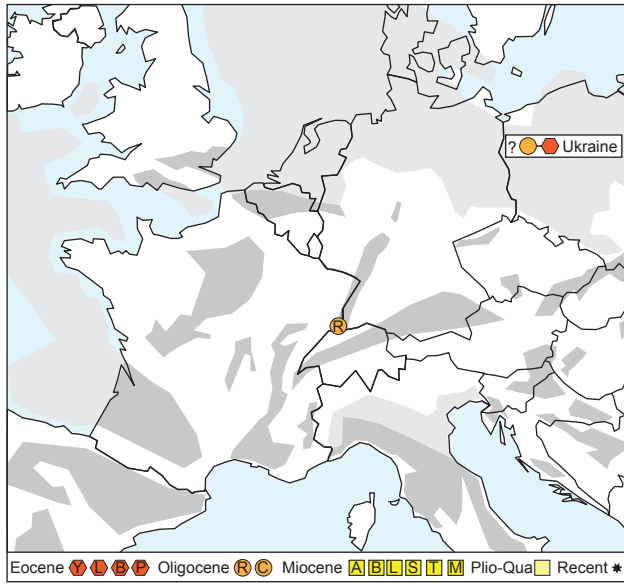 ? Ukraine
R
Eocene Y L B P Oligocene R C Miocene A B L S T M Plio-Qua Recent ✷